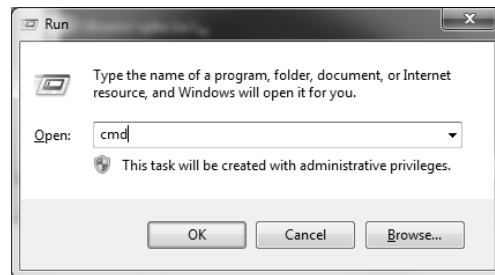 Run
Type the name of a program, folder, document, or Internet
resource, and Windows will open it for you.
Open: cmd
This task will be created with administrative privileges.
OK Cancel Browse...